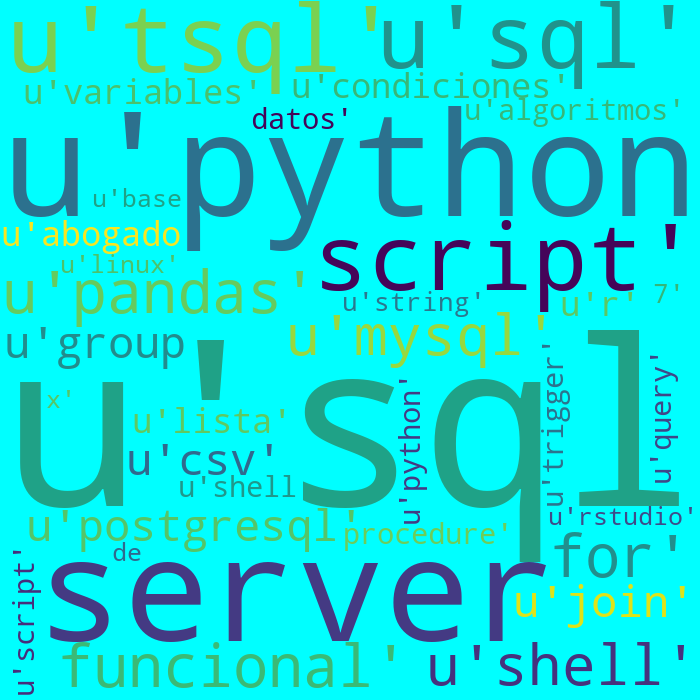 u'tsql'
u'sql'
u'variables'
u'condiciones'
datos'
u'algoritmos'
u'python
u'base
u'abogado
script'
u'linux'
u'pandas'
u'string'
u'r'
7'
u'group
u'mysql'
u'sql
x'
u'lista'
u'python'
u'trigger'
u'query'
u'csv'
u'shell
u'postgresql'
procedure'
u'rstudio'
de
for'
u'script'
server
u'join'
funcional'
u'shell'